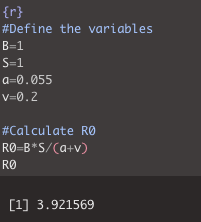 {r}
#Define the variables
B=1
S=1
a=0.055
v=0.2
#Calculate R0
R0=B*S/(a+v)
R0
[1] 3.921569